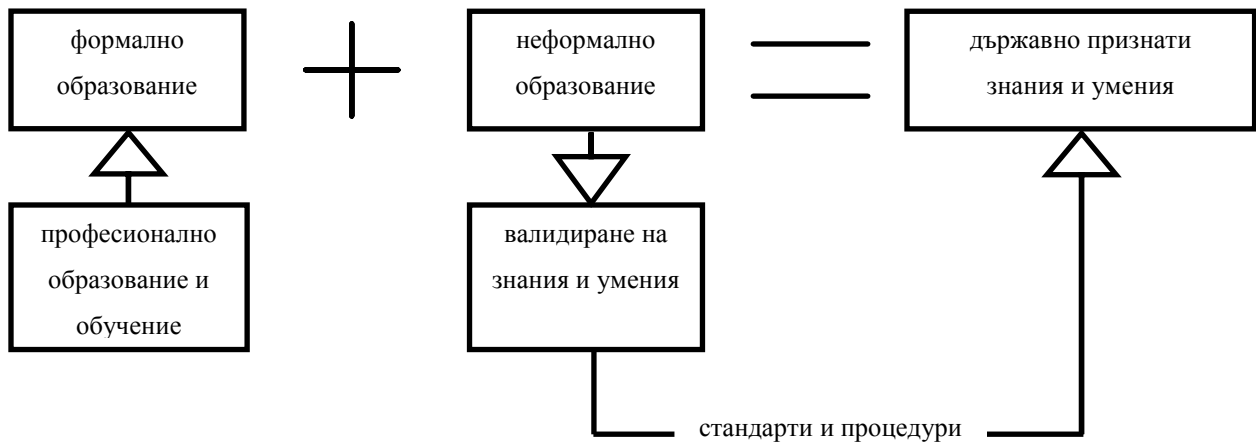 формално
образование
неформално
образование
държавно признати
знания и умения
професионално
образование и
обучение
валидиране на
знания и умения
стандарти и процедури